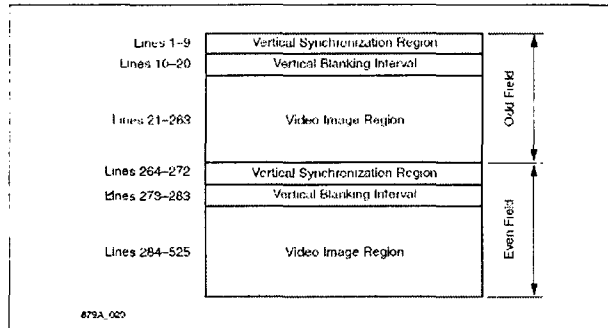 Lines 1–9 Vertical Synchronization Region
Lines 10–20 Vertical Blanking Interval
Lines 21–263 Video Image Region
Odd Field
Lines 264–272 Vertical Synchronization Region
Lines 273–283 Vertical Blanking Interval
Lines 284–525 Video Image Region
Even Field
879A_020